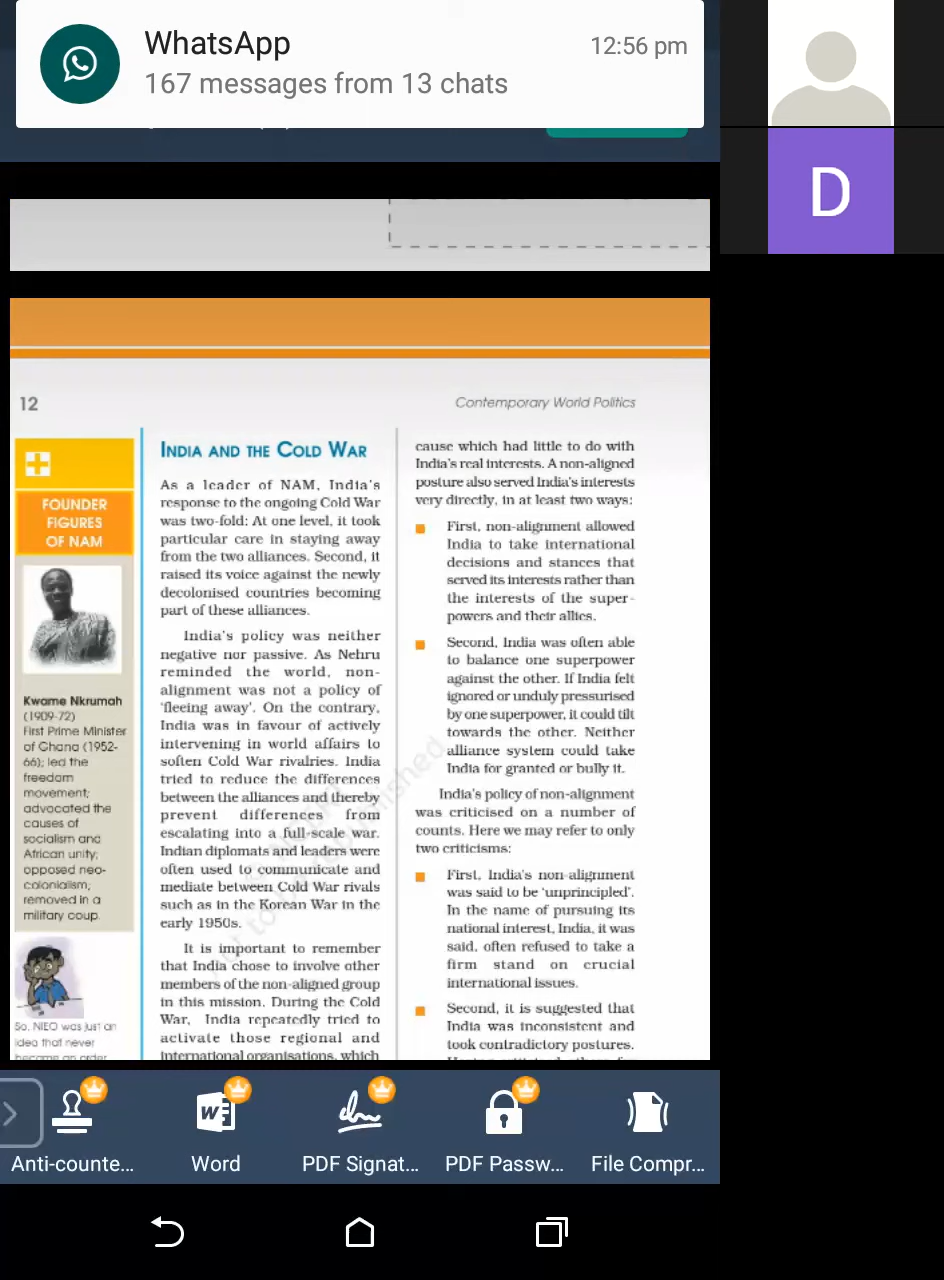 WhatsApp
12:56 pm
167 messages from 13 chats
D
12
Contemporary World Politics
FOUNDER
FIGURES
OF NAM
Kwame Nkrumah
(1909-72)
First Prime Minister
of Ghana (1952-
66); led the
freedom
movement;
advocated the
causes of
socialism and
African unity;
opposed neo-
colonialism;
removed in a
military coup.
So, NIEO was just an
idea that never
became an order.
INDIA AND THE COLD WAR
As a leader of NAM, India's
response to the ongoing Cold War
was two-fold: At one level, it took
particular care in staying away
from the two alliances. Second, it
raised its voice against the newly
decolonised countries becoming
part of these alliances.
India's policy was neither
negative nor passive. As Nehru
reminded the world, non-
alignment was not a policy of
'fleeing away'. On the contrary,
India was in favour of actively
intervening in world affairs to
soften Cold War rivalries. India
tried to reduce the differences
between the alliances and thereby
prevent differences from
escalating into a full-scale war.
Indian diplomats and leaders were
often used to communicate and
mediate between Cold War rivals
such as in the Korean War in the
early 1950s.
It is important to remember
that India chose to involve other
members of the non-aligned group
in this mission. During the Cold
War, India repeatedly tried to
activate those regional and
international organisations, which
cause which had little to do with
India's real interests. A non-aligned
posture also served India's interests
very directly, in at least two ways:
First, non-alignment allowed
India to take international
decisions and stances that
served its interests rather than
the interests of the super-
powers and their allies.
Second, India was often able
to balance one superpower
against the other. If India felt
ignored or unduly pressurised
by one superpower, it could tilt
towards the other. Neither
alliance system could take
India for granted or bully it.
India's policy of non-alignment
was criticised on a number of
counts. Here we may refer to only
two criticisms:
First, India's non-alignment
was said to be 'unprincipled'.
In the name of pursuing its
national interest, India, it was
said, often refused to take a
firm stand on crucial
international issues.
Second, it is suggested that
India was inconsistent and
took contradictory postures.
Anti-counte...
Word
PDF Signat...
PDF Passw...
File Compr...